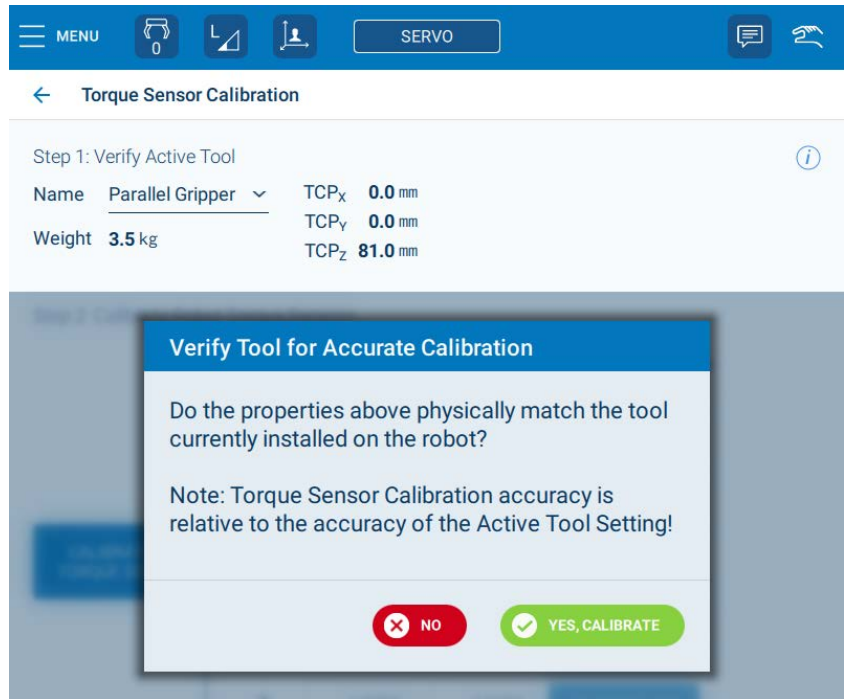 MENU
0
L
SERVO
Torque Sensor Calibration
Step 1: Verify Active Tool
Name Parallel Gripper TCPX 0.0 mm
TCPY 0.0 mm
Weight 3.5 kg
TCPZ 81.0 mm
Verify Tool for Accurate Calibration
Do the properties above physically match the tool
currently installed on the robot?
Note: Torque Sensor Calibration accuracy is
relative to the accuracy of the Active Tool Setting!
NO
YES, CALIBRATE